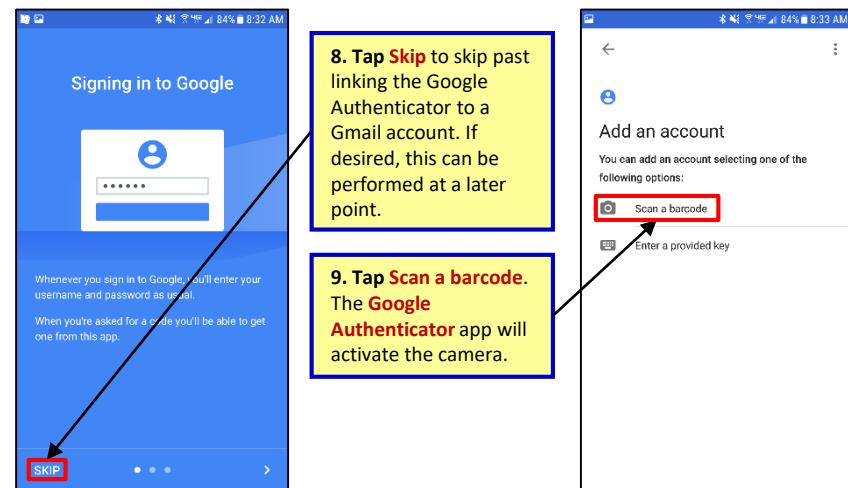 84% 8:32 AM
Signing in to Google
Whenever you sign in to Google, you'll enter your
username and password as usual.
When you're asked for a code you'll be able to get
one from this app.
SKIP
8. Tap Skip to skip past
linking the Google
Authenticator to a
Gmail account. If
desired, this can be
performed at a later
point.
9. Tap Scan a barcode.
The Google
Authenticator app will
activate the camera.
84% 8:33 AM
Add an account
You can add an account selecting one of the
following options:
Scan a barcode
Enter a provided key